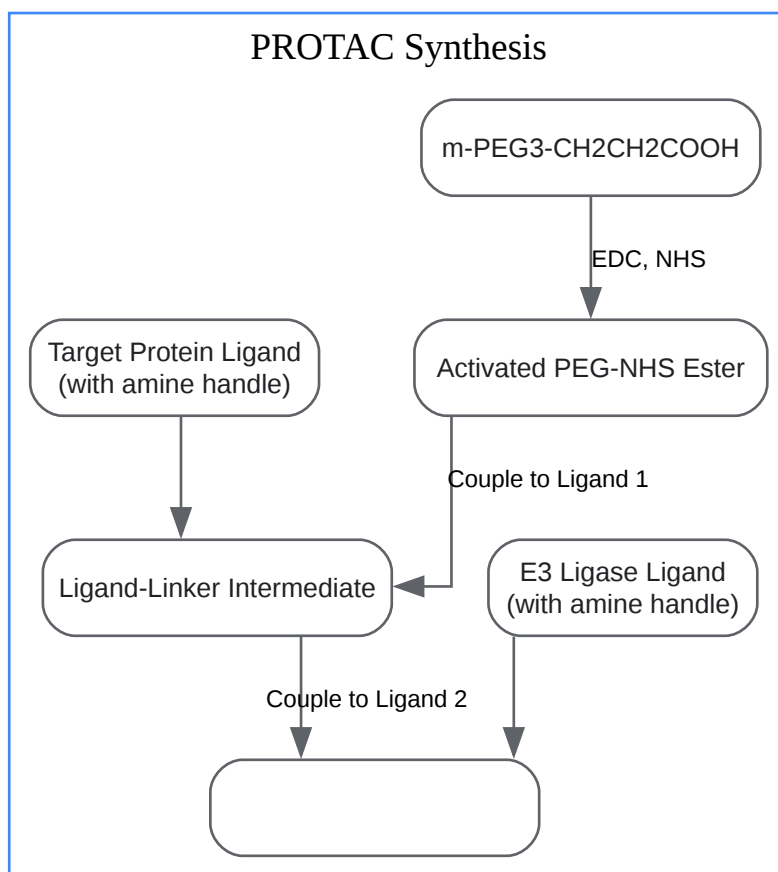 PROTAC Synthesis
m-PEG3-CH2CH2COOH
EDC, NHS
Target Protein Ligand
(with amine handle)
Activated PEG-NHS Ester
Couple to Ligand 1
Ligand-Linker Intermediate
E3 Ligase Ligand
(with amine handle)
Couple to Ligand 2